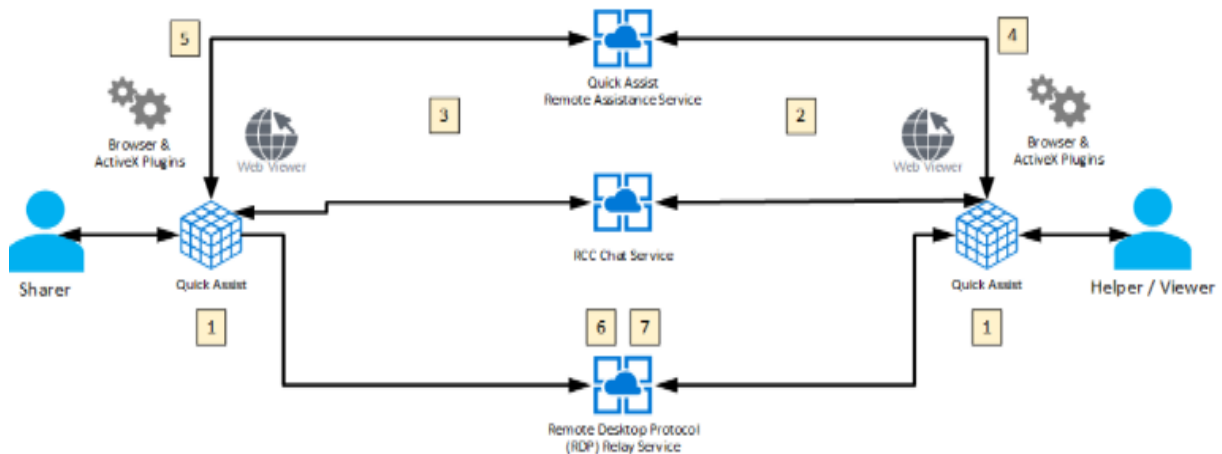 5
4
Quick Assist
Remote Assistance Service
3
2
Browser &
ActiveX Plugins
Web Viewer
Web Viewer
Browser &
ActiveX Plugins
RCC Chat Service
Sharer
Quick Assist
Quick Assist
Helper / Viewer
1
6
7
1
Remote Desktop Protocol
(RDP) Relay Service